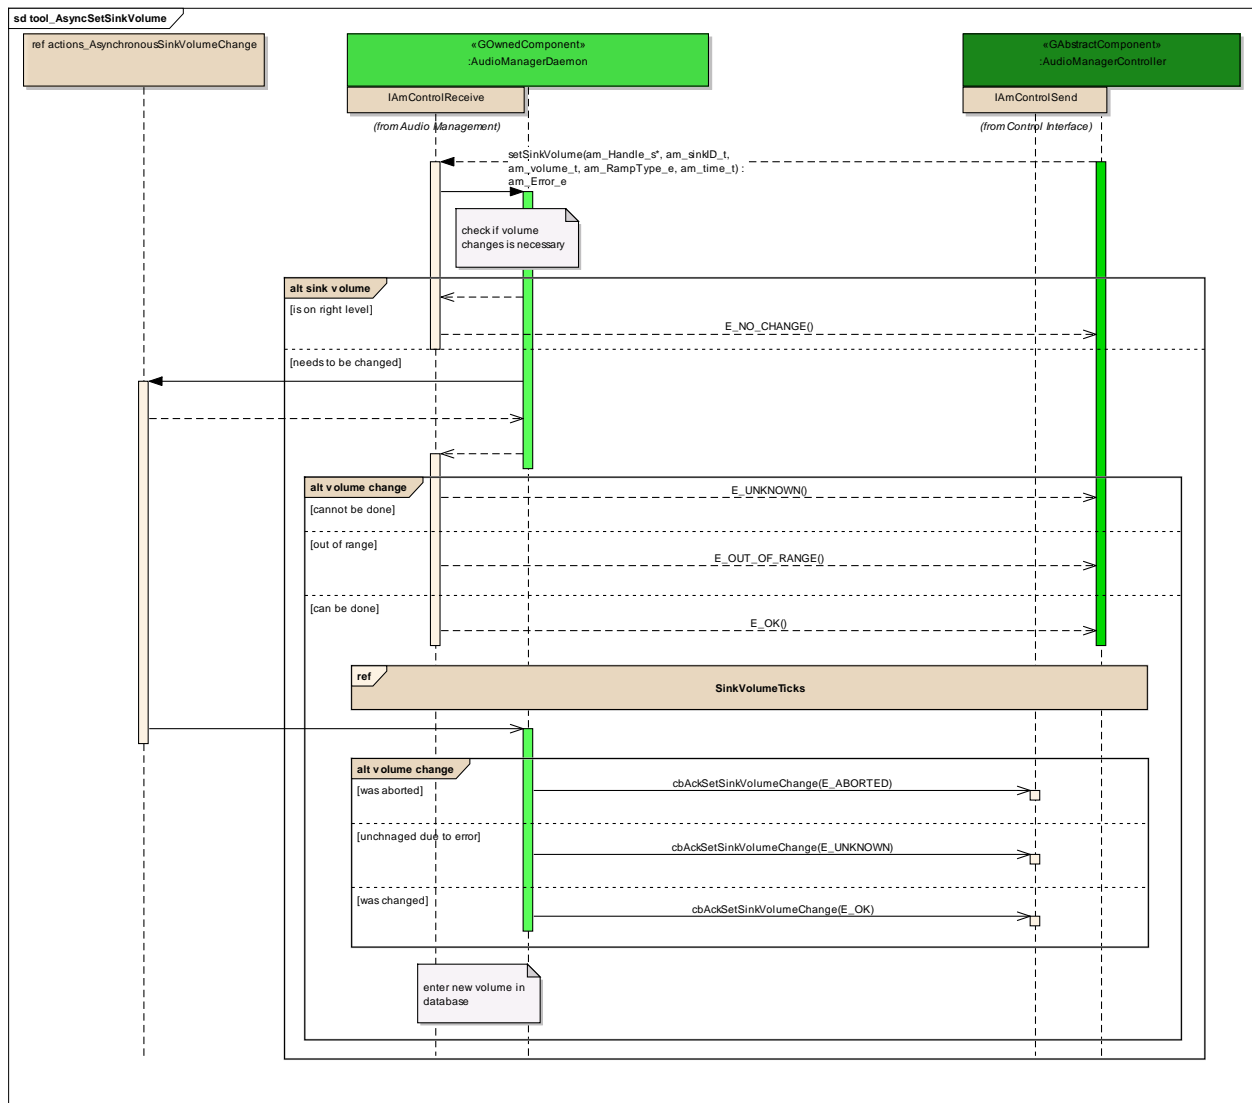 sd tool_AsyncSetSinkVolume
ref actions_AsynchronousSinkVolumeChange
«GOwnedComponent»
:AudioManagerDaemon
«GAbstractComponent»
:AudioManagerController
IAmControlReceive
IAmControlSend
(from Audio Management)
(from Control Interface)
setSinkVolume(am_Handle_s*, am_sinkID_t,
am_volume_t, am_RampType_e, am_time_t) :
am_Error_e
check if volume
changes is necessary
alt sink volume
[is on right level]
E_NO_CHANGE()
[needs to be changed]
alt volume change
E_UNKNOWN()
[cannot be done]
[out of range]
E_OUT_OF_RANGE()
[can be done]
E_OK()
ref
SinkVolumeTicks
alt volume change
cbAckSetSinkVolumeChange(E_ABORTED)
[was aborted]
[unchnaged due to error]
cbAckSetSinkVolumeChange(E_UNKNOWN)
[was changed]
cbAckSetSinkVolumeChange(E_OK)
enter new volume in
database